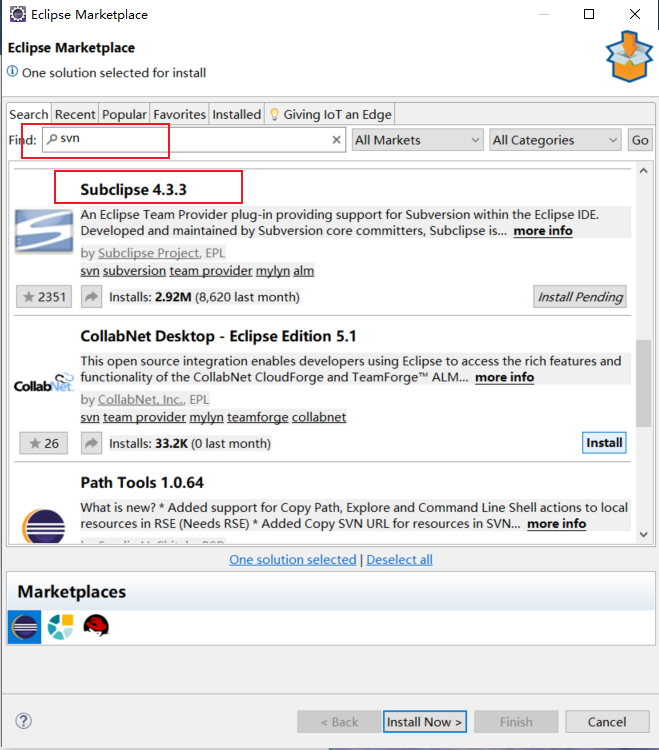 Eclipse Marketplace
Eclipse Marketplace
One solution selected for install
Search Recent Popular Favorites Installed Giving IoT an Edge
Find: svn All Markets All Categories Go
Subclipse 4.3.3
An Eclipse Team Provider plug-in providing support for Subversion within the Eclipse IDE.
Developed and maintained by Subversion core committers, Subclipse is... more info
by Subclipse Project, EPL
svn subversion team provider mylyn alm
2351 Installs: 2.92M (8,620 last month) Install Pending
CollabNet Desktop - Eclipse Edition 5.1
This open source integration enables developers using Eclipse to access the rich features and
functionality of the CollabNet CloudForge and TeamForge™ ALM... more info
CollabNet
by CollabNet, Inc., EPL
svn team provider mylyn teamforge collabnet
26 Installs: 33.2K (0 last month) Install
Path Tools 1.0.64
What is new? * Added support for Copy Path, Explore and Command Line Shell actions to local
resources in RSE (Needs RSE) * Added Copy SVN URL for resources in SVN... more info
One solution selected | Deselect all
Marketplaces
? < Back Install Now > Finish Cancel